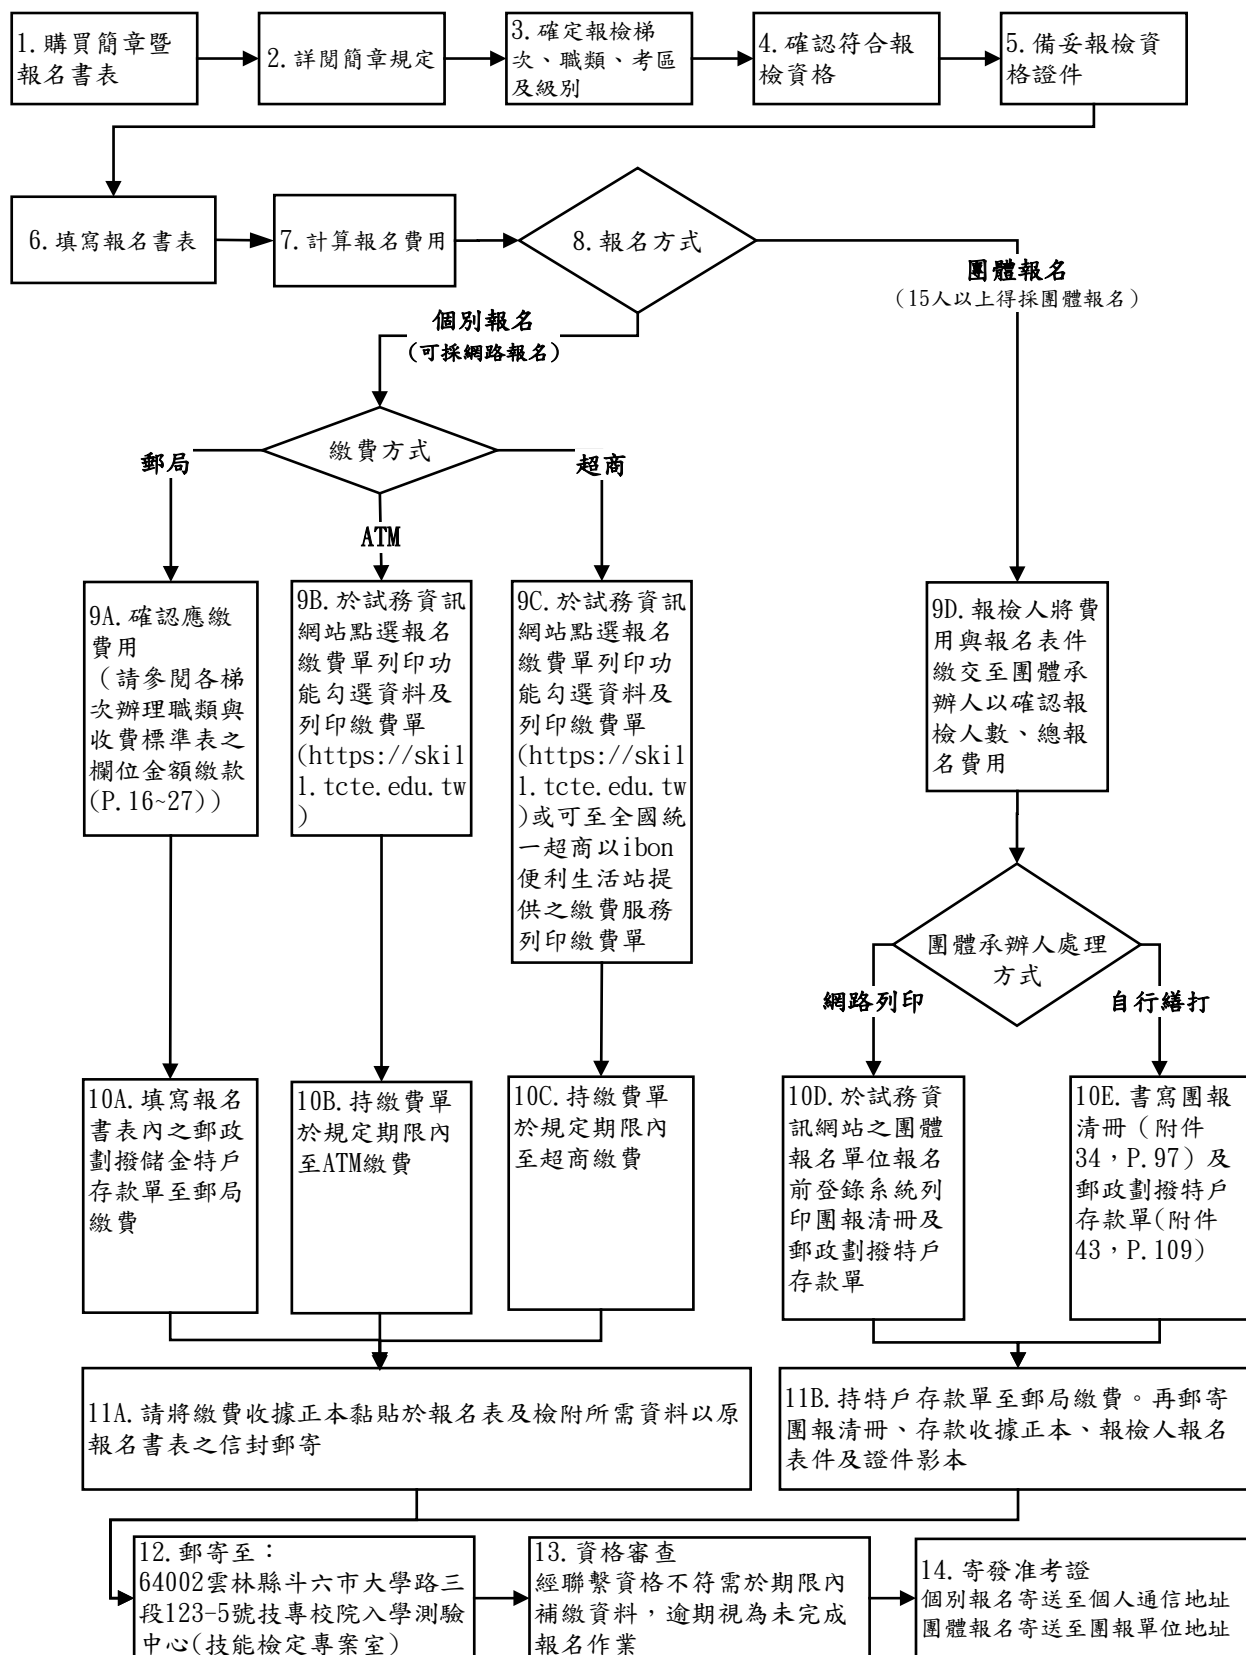 1.購買簡章暨
報名書表
2.詳閱簡章規定
3.確定報檢梯
次、職類、考區
及級別
4.確認符合報
檢資格
5.備妥報檢資
格證件
6.填寫報名書表
7.計算報名費用
8.報名方式
團體報名
（15人以上得採團體報名）
個別報名
（可採網路報名）
繳費方式
郵局
ATM
超商
9A.確認應繳
費用
（請參閱各梯
次辦理職類與
收費標準表之
欄位金額繳款
(P.16~27))
9B.於試務資訊
網站點選報名
繳費單列印功
能勾選資料及
列印繳費單
(https://skil
l.tcte.edu.tw
)
9C.於試務資訊
網站點選報名
繳費單列印功
能勾選資料及
列印繳費單
(https://skil
l.tcte.edu.tw
)或可至全國統
一超商以ibon
便利生活站提
供之繳費服務
列印繳費單
9D.報檢人將費
用與報名表件
繳交至團體承
辦人以確認報
檢人數、總報
名費用
團體承辦人處理
方式
網路列印
自行繕打
10A.填寫報名
書表內之郵政
劃撥儲金特戶
存款單至郵局
繳費
10B.持繳費單
於規定期限內
至ATM繳費
10C.持繳費單
於規定期限內
至超商繳費
10D.於試務資
訊網站之團體
報名單位報名
前登錄系統列
印團報清冊及
郵政劃撥特戶
存款單
10E.書寫團報
清冊（附件
34，P.97）及
郵政劃撥特戶
存款單(附件
43，P.109)
11A.請將繳費收據正本黏貼於報名表及檢附所需資料以原
報名書表之信封郵寄
11B.持特戶存款單至郵局繳費。再郵寄
團報清冊、存款收據正本、報檢人報名
表件及證件影本
12.郵寄至：
64002雲林縣斗六市大學路三
段123-5號技專校院入學測驗
中心(技能檢定專案室)
13.資格審查
經聯繫資格不符需於期限內
補繳資料，逾期視為未完成
報名作業
14.寄發准考證
個別報名寄送至個人通信地址
團體報名寄送至團報單位地址